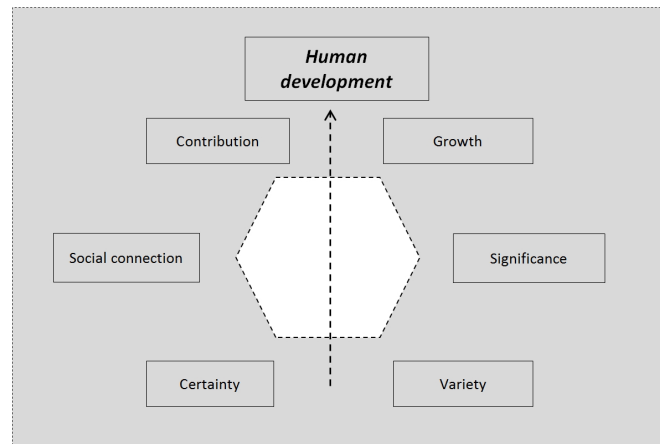 Human
development
Contribution
Growth
Social connection
Significance
Certainty
Variety